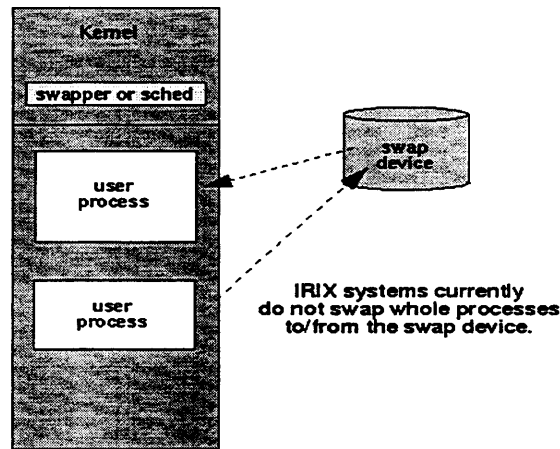 Kernel
swapper or sched
user
process
swap
device
user
process
IRIX systems currently
do not swap whole processes
to/from the swap device.